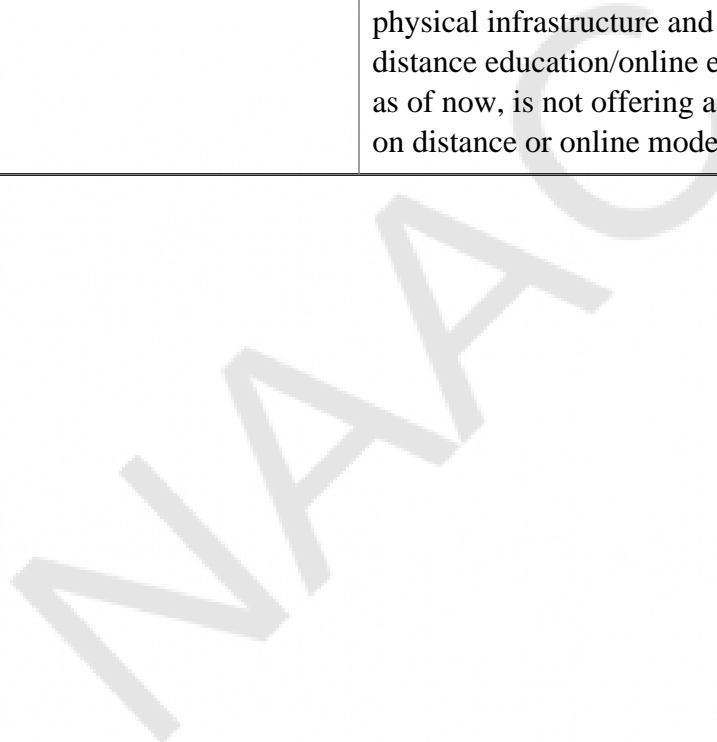 physical infrastructure and
distance education/online
as of now, is not offering
on distance or online mode
NAAC